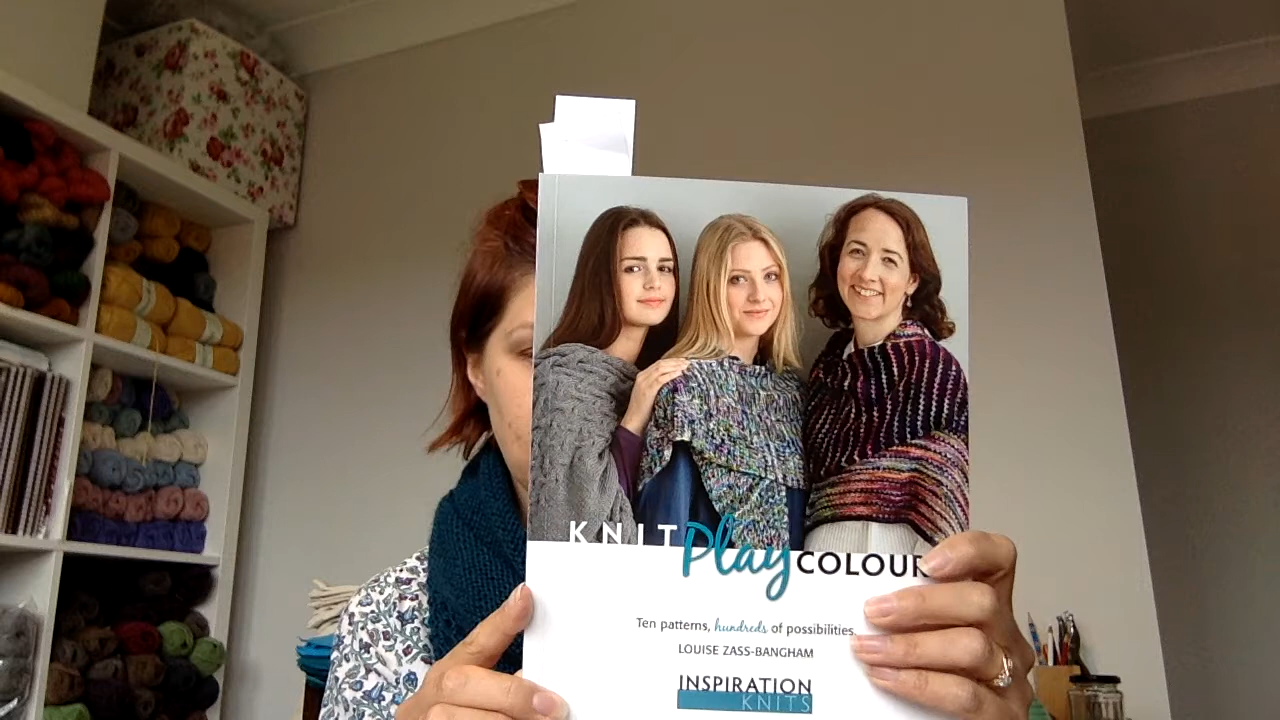 KNIT Play COLOUR
Ten patterns, hundreds of possibilities.
LOUISE ZASS-BANGHAM
INSPIRATION
KNITS